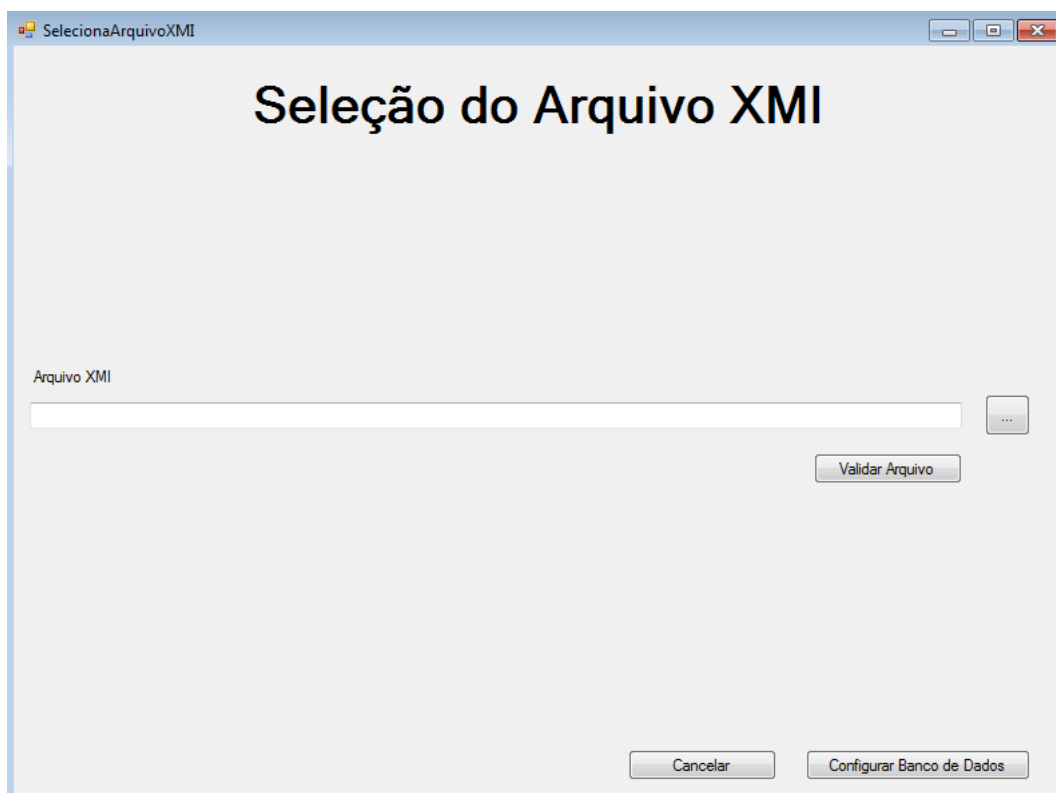 SelecionaArquivoXMI
Seleção do Arquivo XMI
Arquivo XMI
...
Validar Arquivo
Cancelar
Configurar Banco de Dados